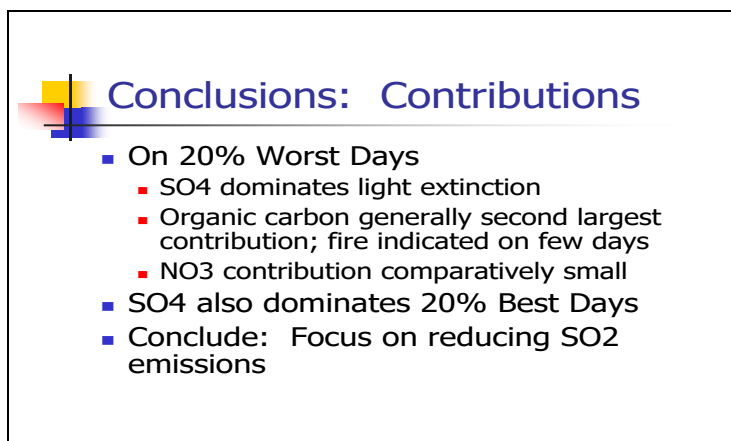 Conclusions:  Contributions
On 20% Worst Days
SO4 dominates light extinction
Organic carbon generally second largest
contribution; fire indicated on few days
NO3 contribution comparatively small
SO4 also dominates 20% Best Days
Conclude:  Focus on reducing SO2
emissions